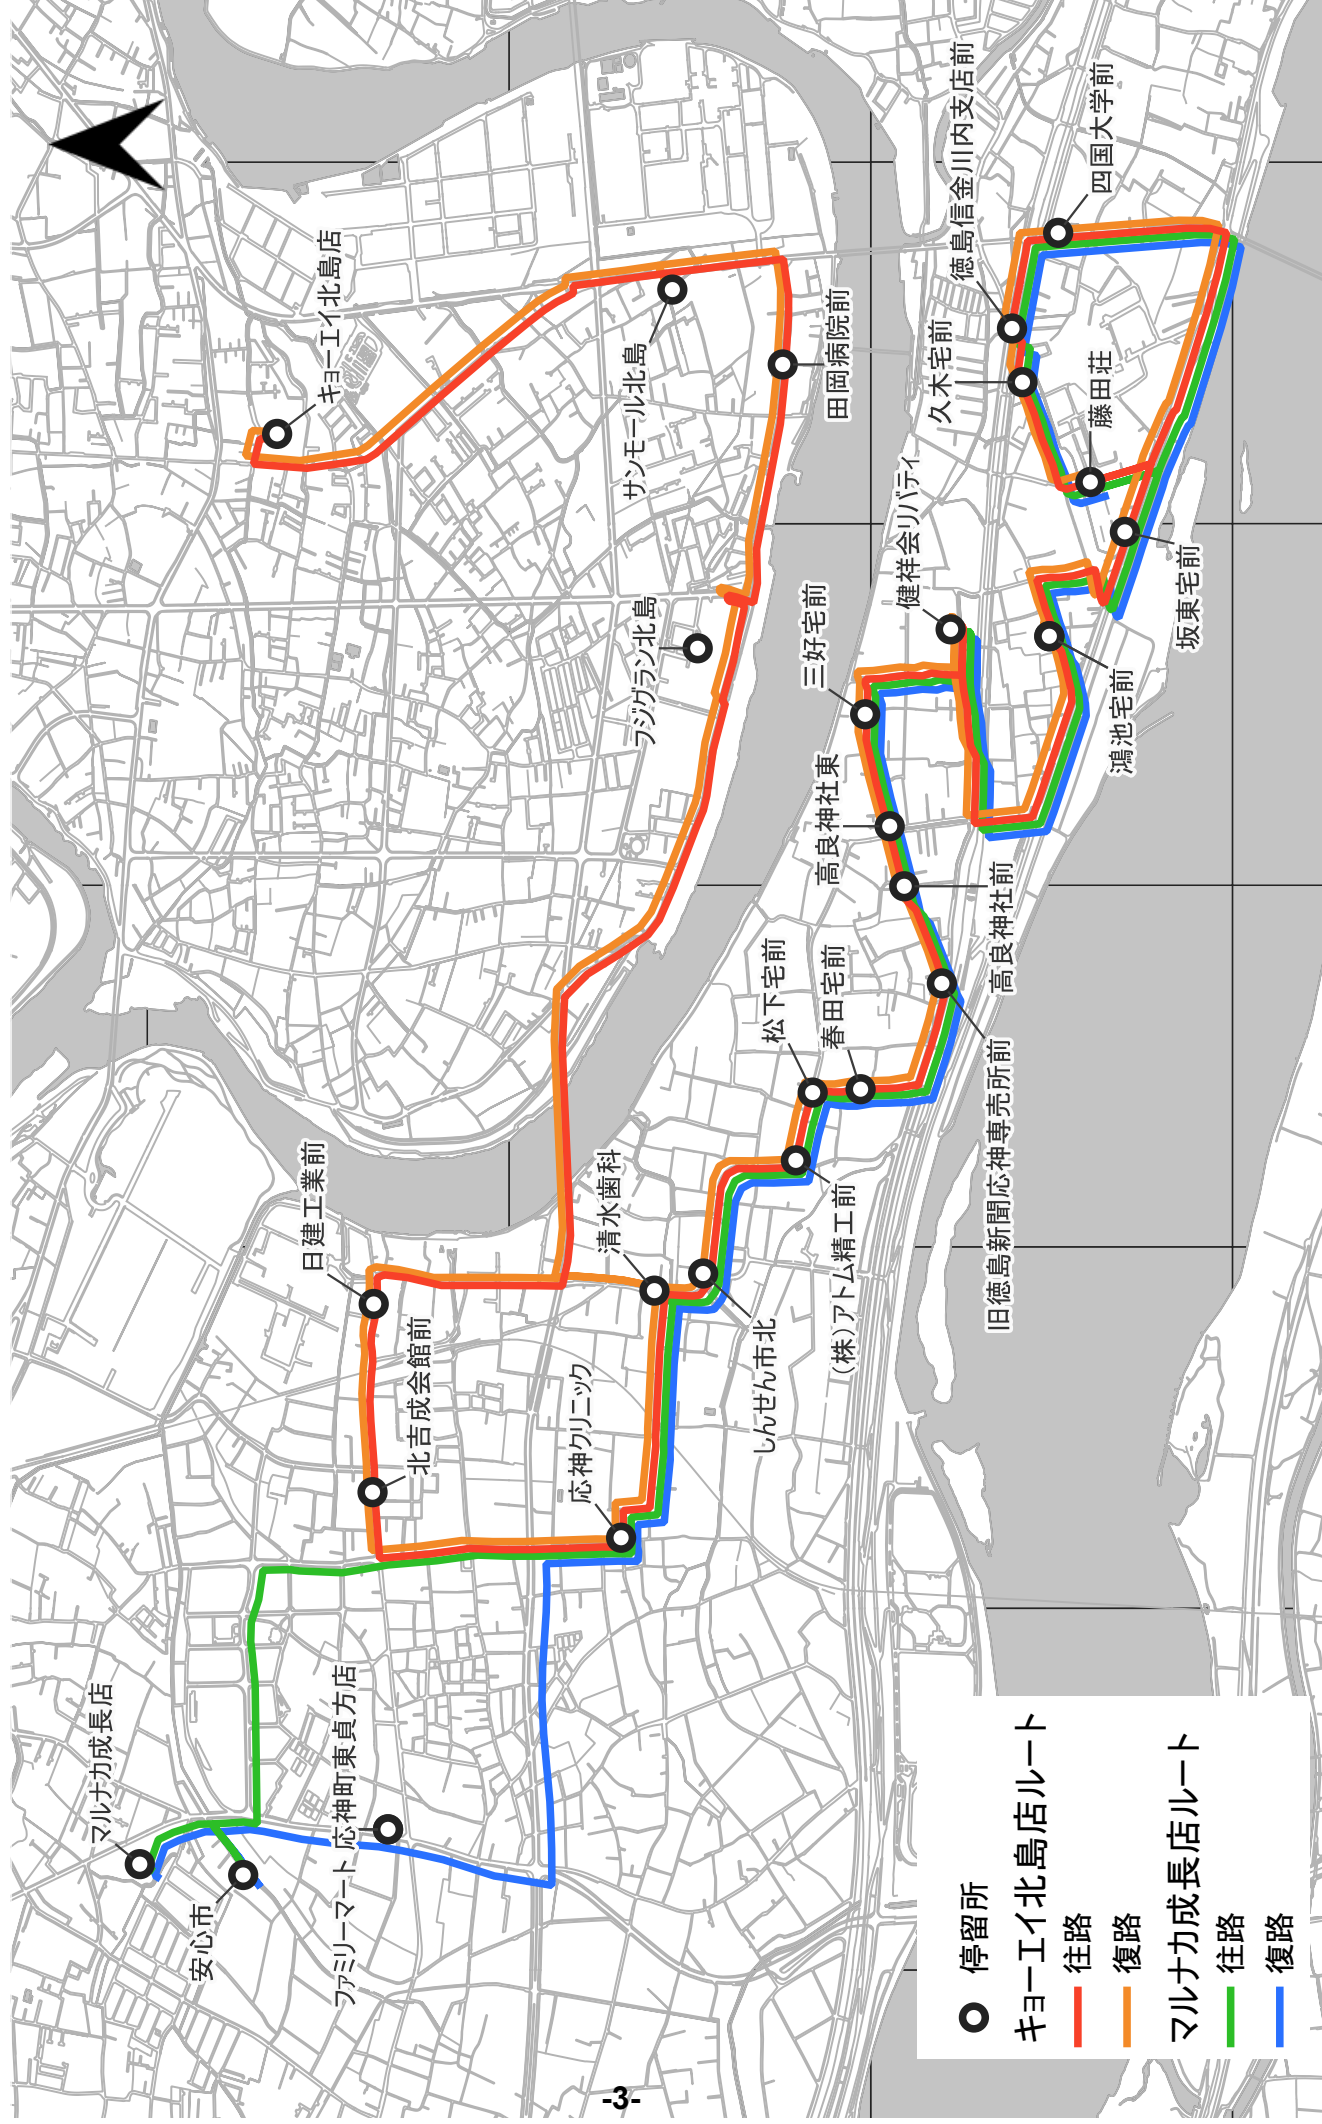 マルナカ成長店
安心市
ファミリーマート応神町東貞方店
北吉成会館前
日建工業前
応神クリニック
清水歯科
しんせん市北
(株)アトム精工前
松下宅前
春田宅前
旧徳島新聞応神専売所前
高良神社前
高良神社東
三好宅前
健祥会リバティ
鴻池宅前
坂東宅前
藤田荘
久木宅前
徳島信金川内支店前
四国大学前
田岡病院前
サンモール北島
フジグラン北島
キョーエイ北島店
停留所
キョーエイ北島店ルート
往路
復路
マルナカ成長店ルート
往路
復路
-3-